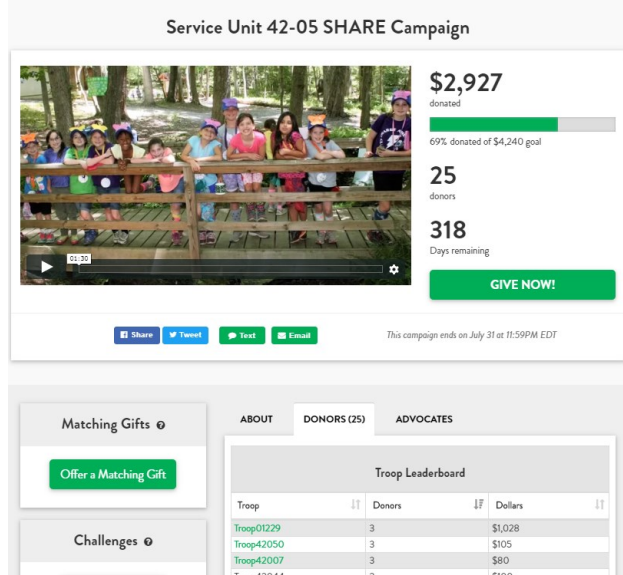 Service Unit 42-05 SHARE Campaign
$2,927
donated
69% donated of $4,240 goal
25
donors
318
Days remaining
01:30
GIVE NOW!
Share Tweet Text Email
This campaign ends on July 31 at 11:59PM EDT
Matching Gifts
Offer a Matching Gift
Challenges
ABOUT DONORS (25) ADVOCATES
Troop Leaderboard
Troop Donors Dollars
Troop01229 3 $1,028
Troop42050 3 $105
Troop42007 3 $80